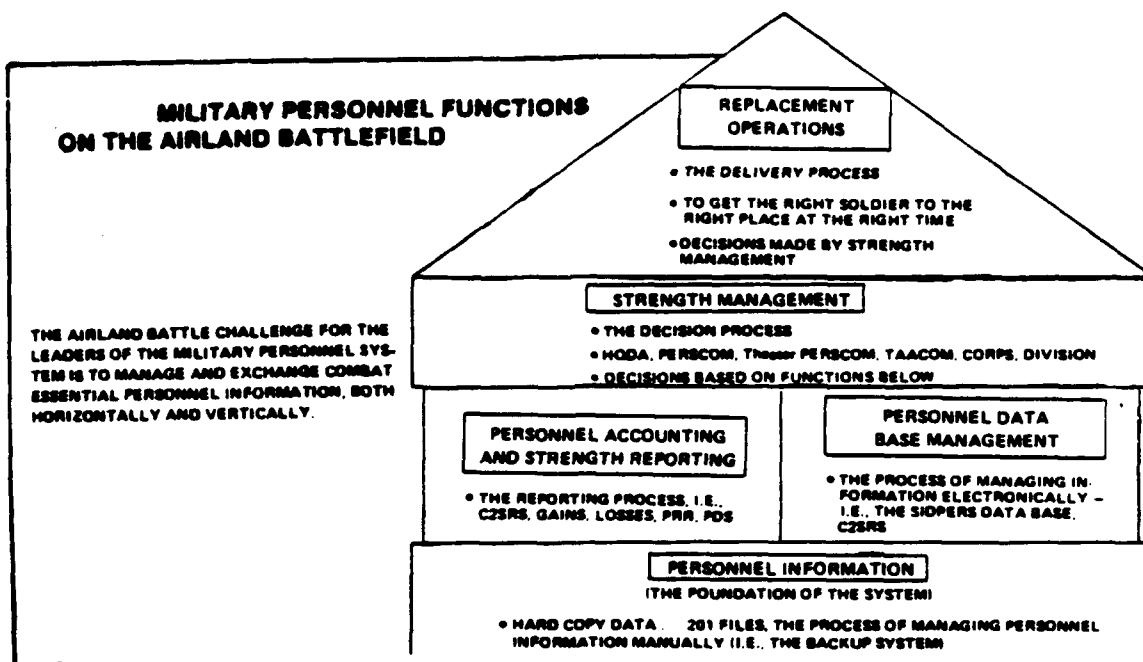 MILITARY PERSONNEL FUNCTIONS
ON THE AIRLAND BATTLEFIELD
THE AIRLAND BATTLE CHALLENGE FOR THE
LEADERS OF THE MILITARY PERSONNEL SYS-
TEM IS TO MANAGE AND EXCHANGE COMBAT
ESSENTIAL PERSONNEL INFORMATION, BOTH
HORIZONTALLY AND VERTICALLY.
REPLACEMENT
OPERATIONS
• THE DELIVERY PROCESS
• TO GET THE RIGHT SOLDIER TO THE
RIGHT PLACE AT THE RIGHT TIME
• DECISIONS MADE BY STRENGTH
MANAGEMENT
STRENGTH MANAGEMENT
• THE DECISION PROCESS
• HQDA, PERSCOM, Theater PERSCOM, TAACOM, CORPS, DIVISION
• DECISIONS BASED ON FUNCTIONS BELOW
PERSONNEL ACCOUNTING
AND STRENGTH REPORTING
• THE REPORTING PROCESS, I.E.,
C2SRS, GAINS, LOSSES, PRR, PDS
PERSONNEL DATA
BASE MANAGEMENT
• THE PROCESS OF MANAGING IN-
FORMATION ELECTRONICALLY –
I.E., THE SIDPERS DATA BASE,
C2SRS
PERSONNEL INFORMATION
(THE FOUNDATION OF THE SYSTEM)
• HARD COPY DATA . 201 FILES, THE PROCESS OF MANAGING PERSONNEL
INFORMATION MANUALLY (I.E., THE BACKUP SYSTEM)